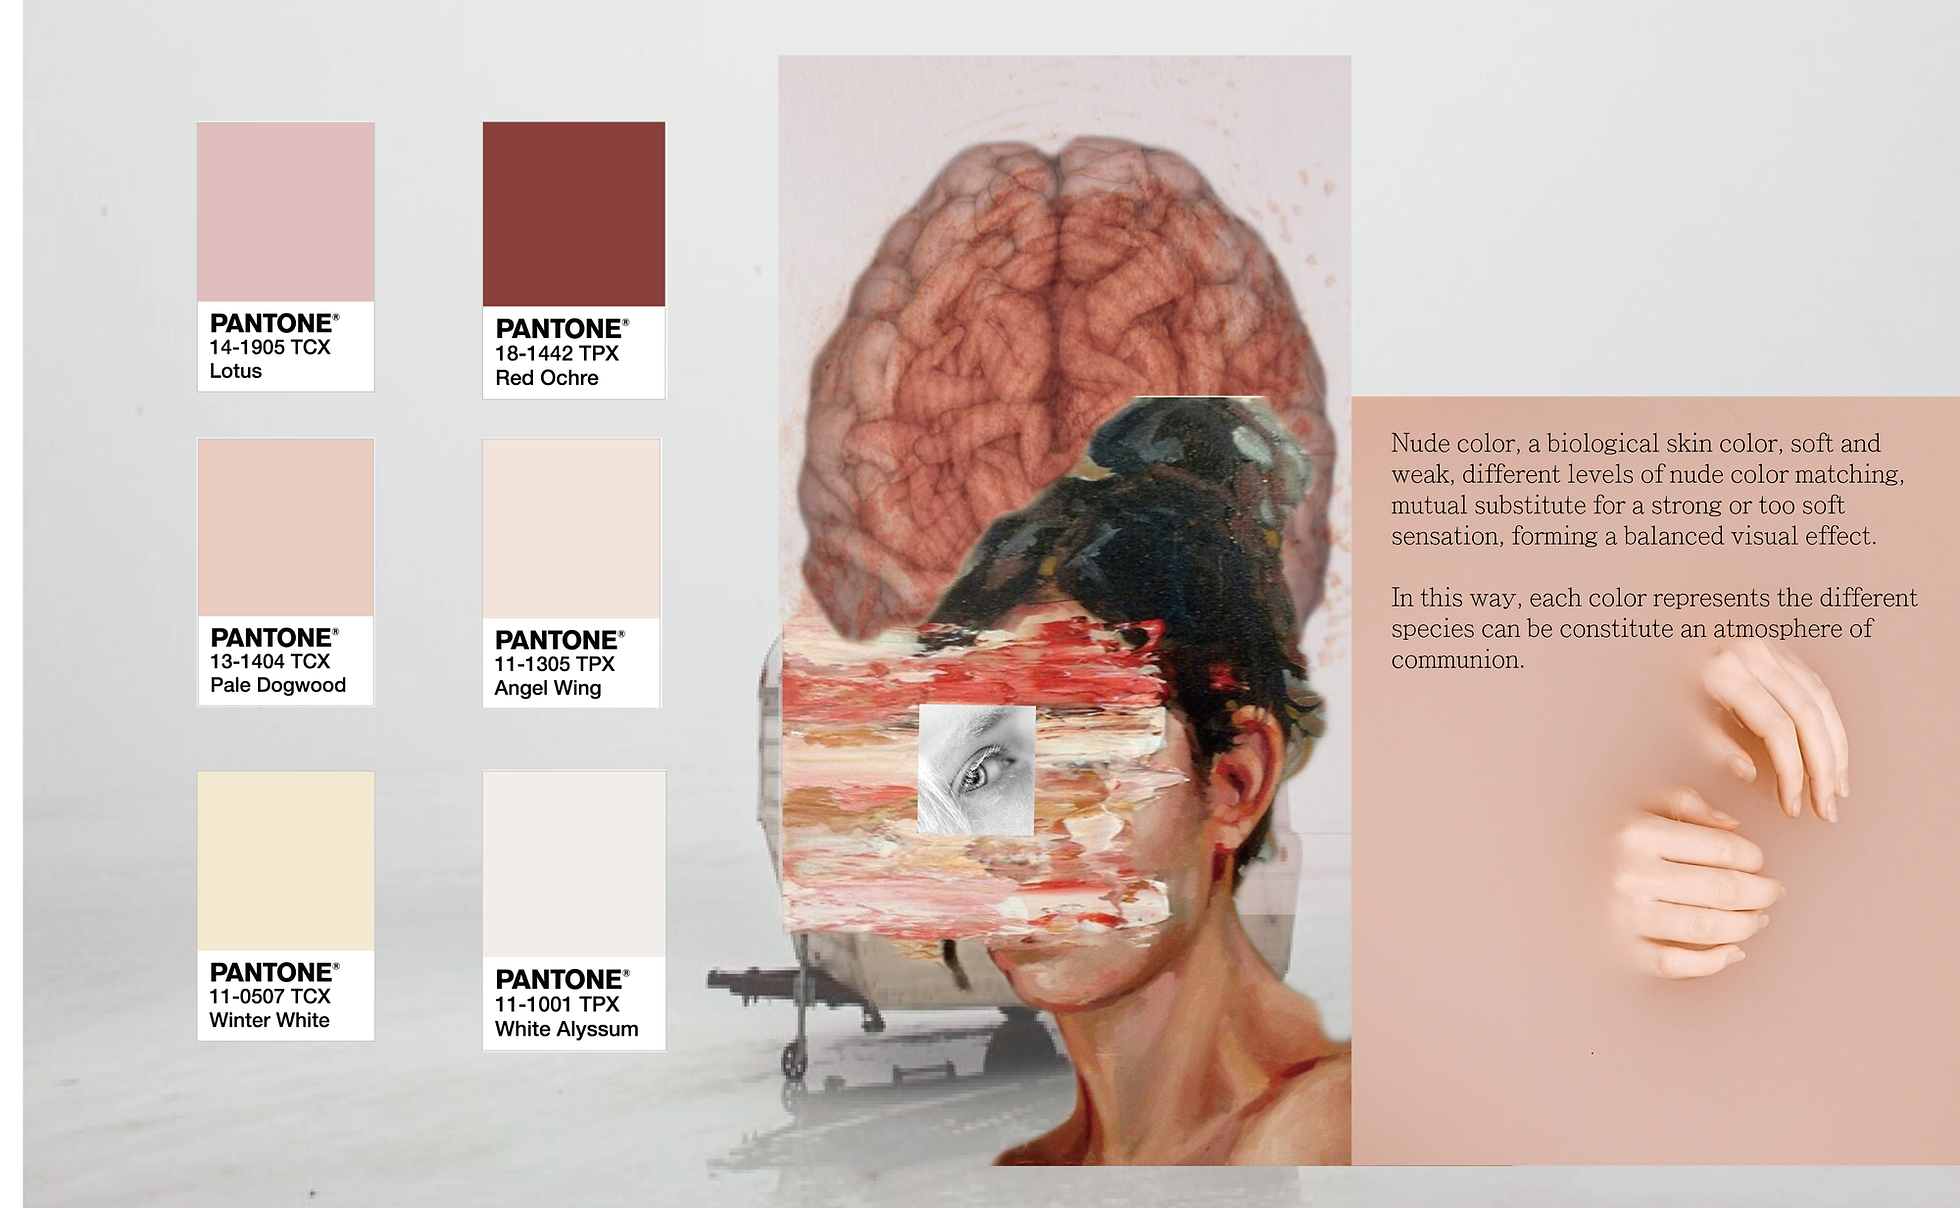 PANTONE®
14-1905 TCX
Lotus
PANTONE®
18-1442 TPX
Red Ochre
PANTONE®
13-1404 TCX
Pale Dogwood
PANTONE®
11-1305 TPX
Angel Wing
PANTONE®
11-0507 TCX
Winter White
PANTONE®
11-1001 TPX
White Alyssum
Nude color, a biological skin color, soft and
weak, different levels of nude color matching,
mutual substitute for a strong or too soft
sensation, forming a balanced visual effect.
In this way, each color represents the different
species can be constitute an atmosphere of
communion.